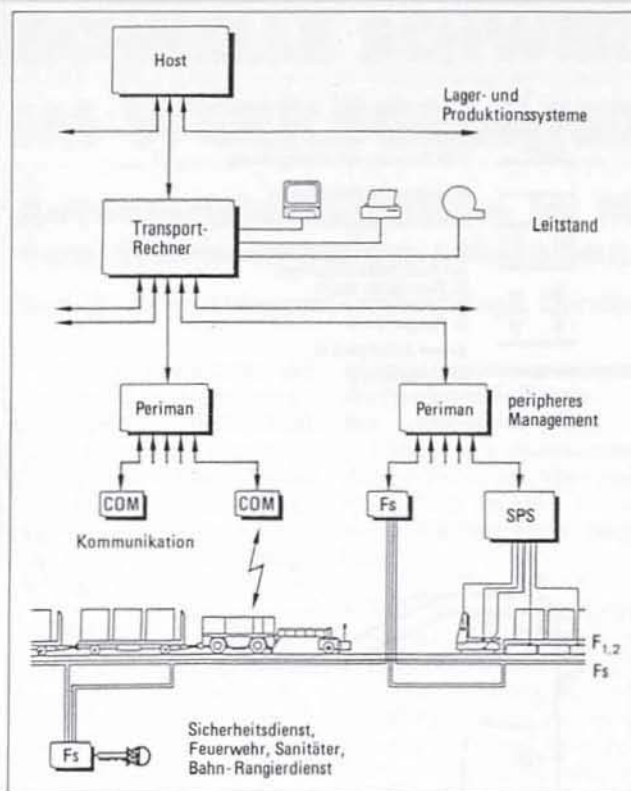 Host
Lager- und
Produktionssysteme
Transport-
Rechner
Leitstand
Periman
Periman
peripheres
Management
COM
COM
Fs
SPS
Kommunikation
F1,2
Fs
Fs
Sicherheitsdienst,
Feuerwehr, Sanitäter,
Bahn-Rangierdienst